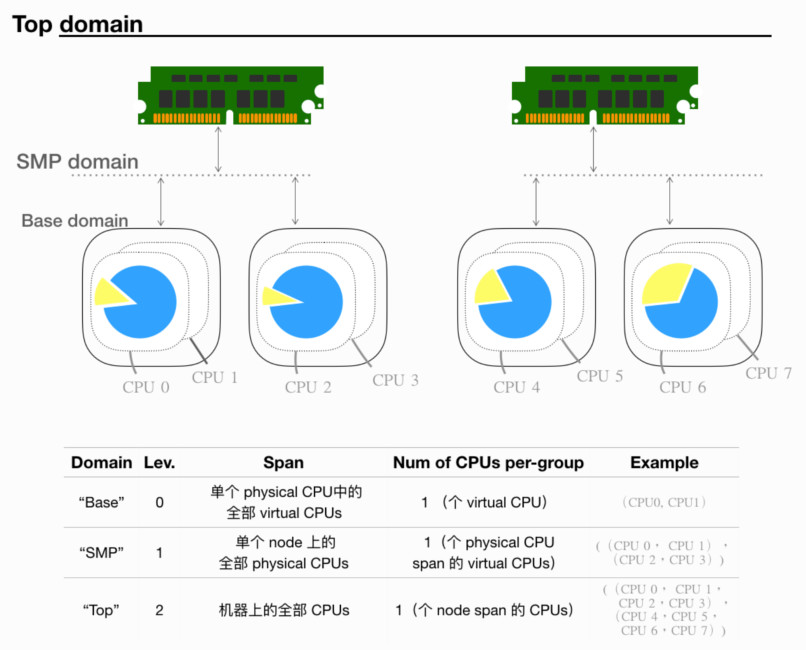 Top domain
SMP domain
Base domain
CPU 0
CPU 1
CPU 2
CPU 3
CPU 4
CPU 5
CPU 6
CPU 7
Domain Lev. Span Num of CPUs per-group Example
“Base” 0 单个 physical CPU中的 全部 virtual CPUs 1 （个 virtual CPU） （CPU0, CPU1）
“SMP” 1 单个 node 上的 全部 physical CPUs 1（个 physical CPU span 的 virtual CPUs） (（CPU 0， CPU 1）， （CPU 2，CPU 3）)
“Top” 2 机器上的全部 CPUs 1（个 node span 的 CPUs） (（CPU 0， CPU 1， CPU 2，CPU 3）， （CPU 4，CPU 5， CPU 6，CPU 7）)